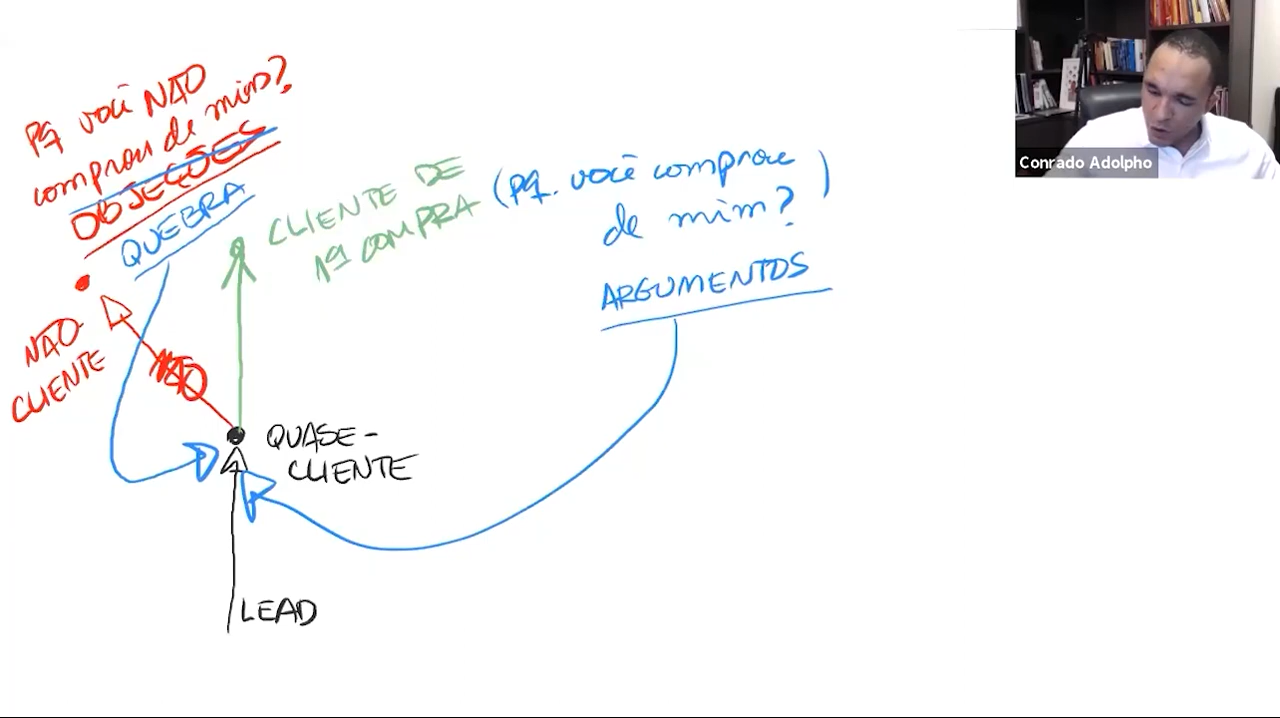 Pq você NÃO
comprou de mim?
OBJEÇÕES
QUEBRA
NÃO-
CLIENTE
CLIENTE DE
1ª COMPRA
(Pq. você comprou
de mim?)
ARGUMENTOS
QUASE-
CLIENTE
LEAD
Conrado Adolpho